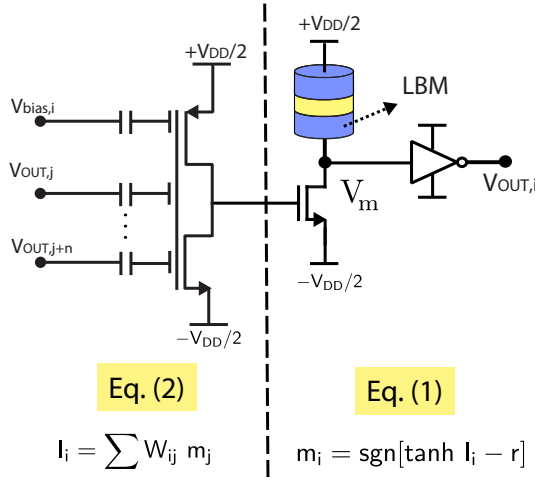 +VDD/2
Vbias,i
VOUT,j
VOUT,j+n
−VDD/2
Eq. (2)
Ii = ∑ Wij mj
+VDD/2
LBM
Vm
VOUT,i
−VDD/2
Eq. (1)
mi = sgn[tanh Ii − r]